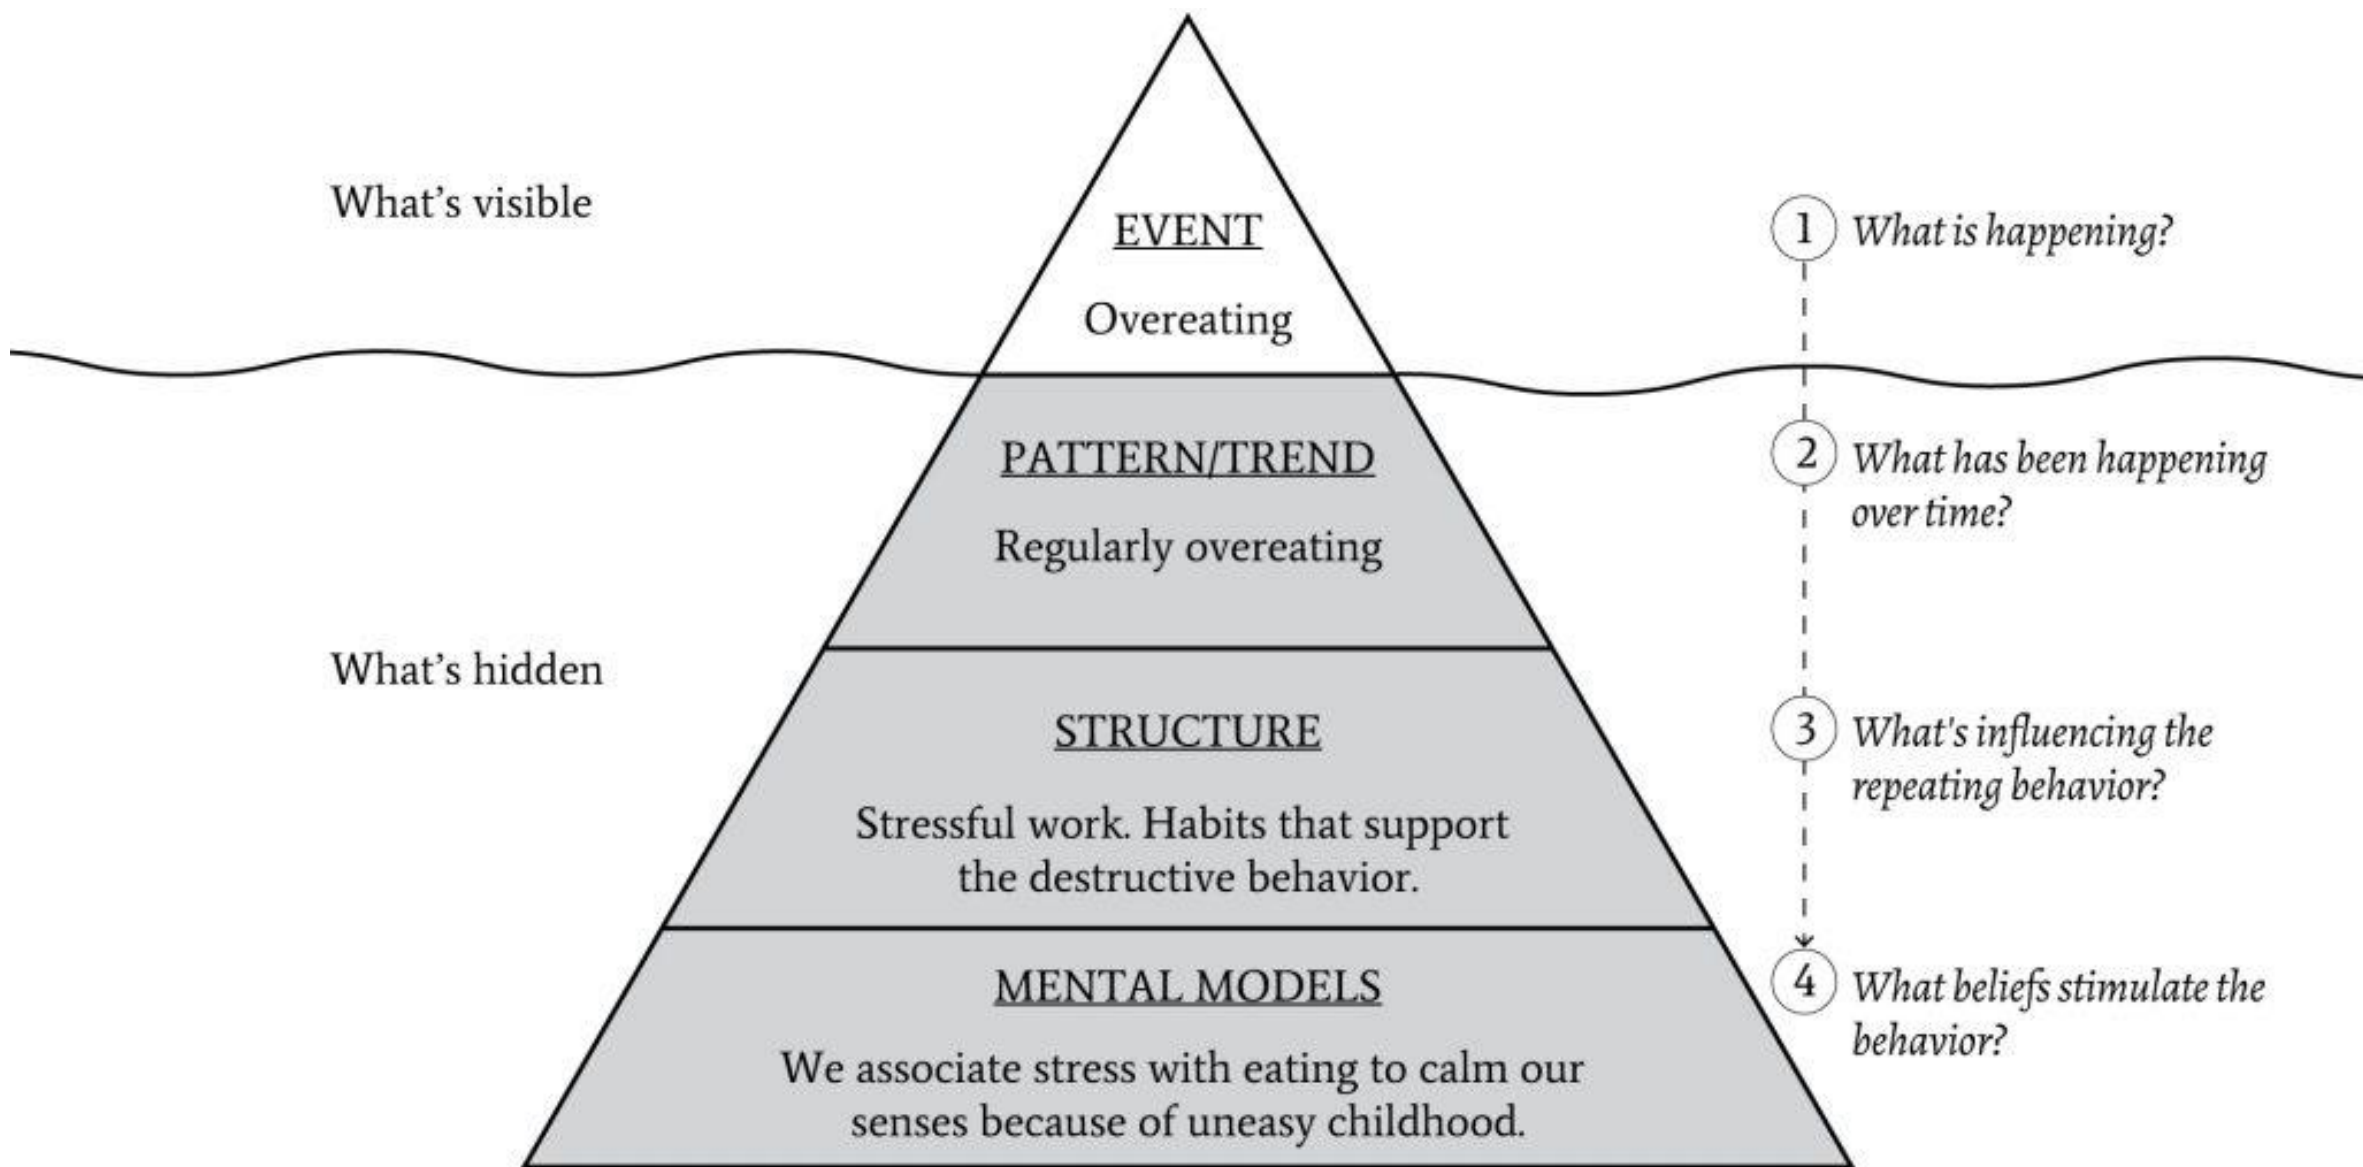 What’s visible
EVENT
Overeating
1 What is happening?
PATTERN/TREND
Regularly overeating
2 What has been happening
over time?
What’s hidden
STRUCTURE
Stressful work. Habits that support
the destructive behavior.
3 What's influencing the
repeating behavior?
MENTAL MODELS
We associate stress with eating to calm our
senses because of uneasy childhood.
4 What beliefs stimulate the
behavior?